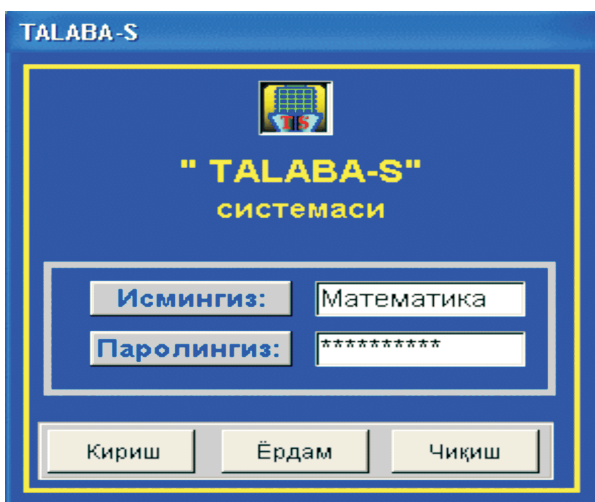 TALABA-S
TS
" TALABA-S"
системаси
Исмингиз: Математика
Паролингиз: **********
Кириш Ёрдам Чиқиш